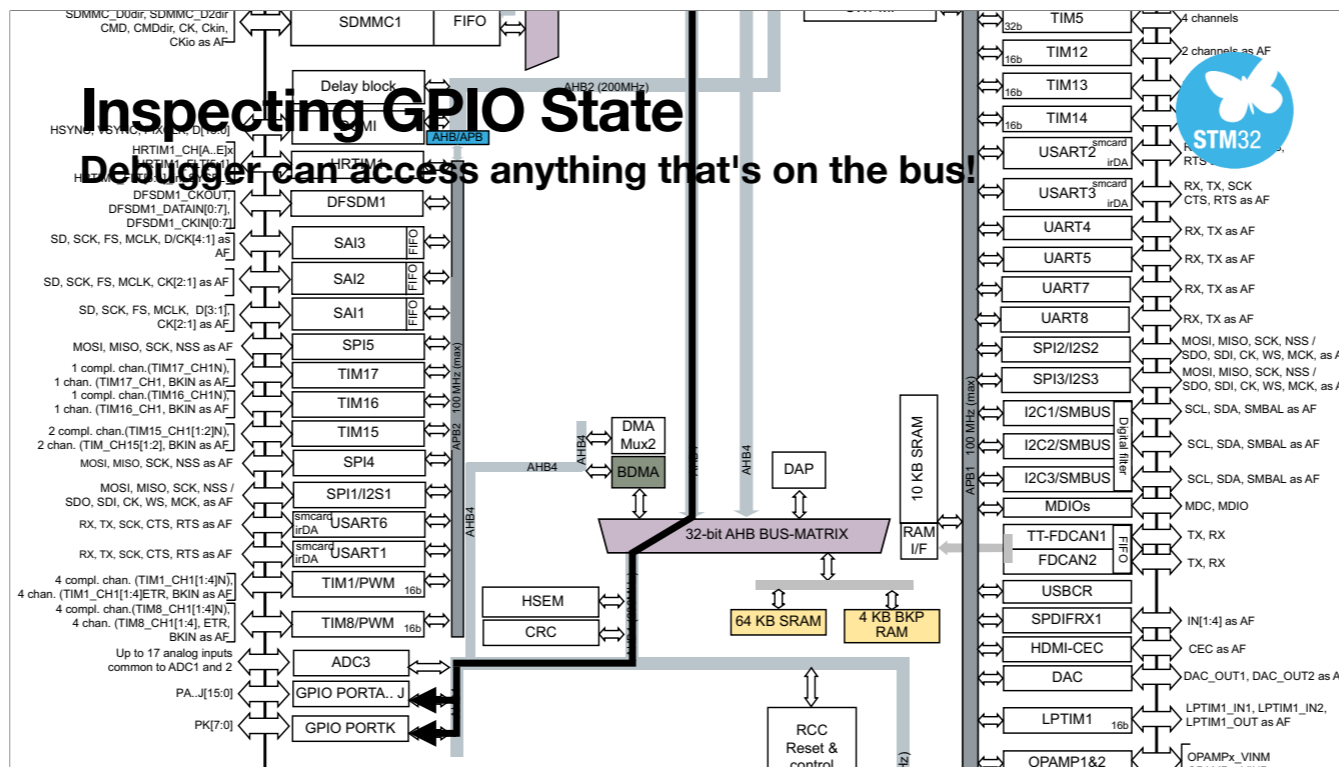 SDMMC_D0dir, SDMMC_D2dir
CMD, CMDdir, CK, Ckin,
CKio as AF
SDMMC1
FIFO
Delay block
AHB2 (200MHz)
Inspecting GPIO State
AHB/APB
Debugger can access anything that's on the bus!
HRTIM1_CH[A..E]x
HRTIM1
DFSDM1_CKOUT,
DFSDM1_DATAIN[0:7],
DFSDM1_CKIN[0:7]
DFSDM1
SD, SCK, FS, MCLK, D/CK[4:1] as
AF
SAI3
FIFO
SD, SCK, FS, MCLK, CK[2:1] as AF
SAI2
FIFO
SD, SCK, FS, MCLK, D[3:1],
CK[2:1] as AF
SAI1
FIFO
MOSI, MISO, SCK, NSS as AF
SPI5
1 compl. chan.(TIM17_CH1N),
1 chan. (TIM17_CH1, BKIN as AF
TIM17
1 compl. chan.(TIM16_CH1N),
1 chan. (TIM16_CH1, BKIN as AF
TIM16
2 compl. chan.(TIM15_CH1[1:2]N),
2 chan. (TIM_CH15[1:2], BKIN as AF
TIM15
MOSI, MISO, SCK, NSS as AF
SPI4
MOSI, MISO, SCK, NSS /
SDO, SDI, CK, WS, MCK, as AF
SPI1/I2S1
RX, TX, SCK, CTS, RTS as AF
smcard
irDA
USART6
RX, TX, SCK, CTS, RTS as AF
smcard
irDA
USART1
4 compl. chan. (TIM1_CH1[1:4]N),
4 chan. (TIM1_CH1[1:4]ETR, BKIN as AF
TIM1/PWM
16b
4 compl. chan.(TIM8_CH1[1:4]N),
4 chan. (TIM8_CH1[1:4], ETR,
BKIN as AF
TIM8/PWM
16b
Up to 17 analog inputs
common to ADC1 and 2
ADC3
PA..J[15:0]
GPIO PORTA.. J
PK[7:0]
GPIO PORTK
APB2 100 MHz (max)
AHB4
AHB4
AHB4
AHB4
DMA
Mux2
BDMA
DAP
32-bit AHB BUS-MATRIX
HSEM
CRC
64 KB SRAM
4 KB BKP
RAM
RCC
Reset &
control
10 KB SRAM
RAM
I/F
APB1 100 MHz (max)
32b
TIM5
4 channels
16b
TIM12
2 channels as AF
16b
TIM13
16b
TIM14
STM32
USART2
smcard
irDA
USART3
smcard
irDA
RX, TX, SCK
CTS, RTS as AF
UART4
RX, TX as AF
UART5
RX, TX as AF
UART7
RX, TX as AF
UART8
RX, TX as AF
SPI2/I2S2
MOSI, MISO, SCK, NSS /
SDO, SDI, CK, WS, MCK, as
SPI3/I2S3
MOSI, MISO, SCK, NSS /
SDO, SDI, CK, WS, MCK, as
I2C1/SMBUS
SCL, SDA, SMBAL as AF
I2C2/SMBUS
SCL, SDA, SMBAL as AF
I2C3/SMBUS
SCL, SDA, SMBAL as AF
Digital filter
MDIOs
MDC, MDIO
TT-FDCAN1
TX, RX
FDCAN2
TX, RX
FIFO
USBCR
SPDIFRX1
IN[1:4] as AF
HDMI-CEC
CEC as AF
DAC
DAC_OUT1, DAC_OUT2 as
LPTIM1
16b
LPTIM1_IN1, LPTIM1_IN2,
LPTIM1_OUT as AF
OPAMP1&2
OPAMPx_VINM